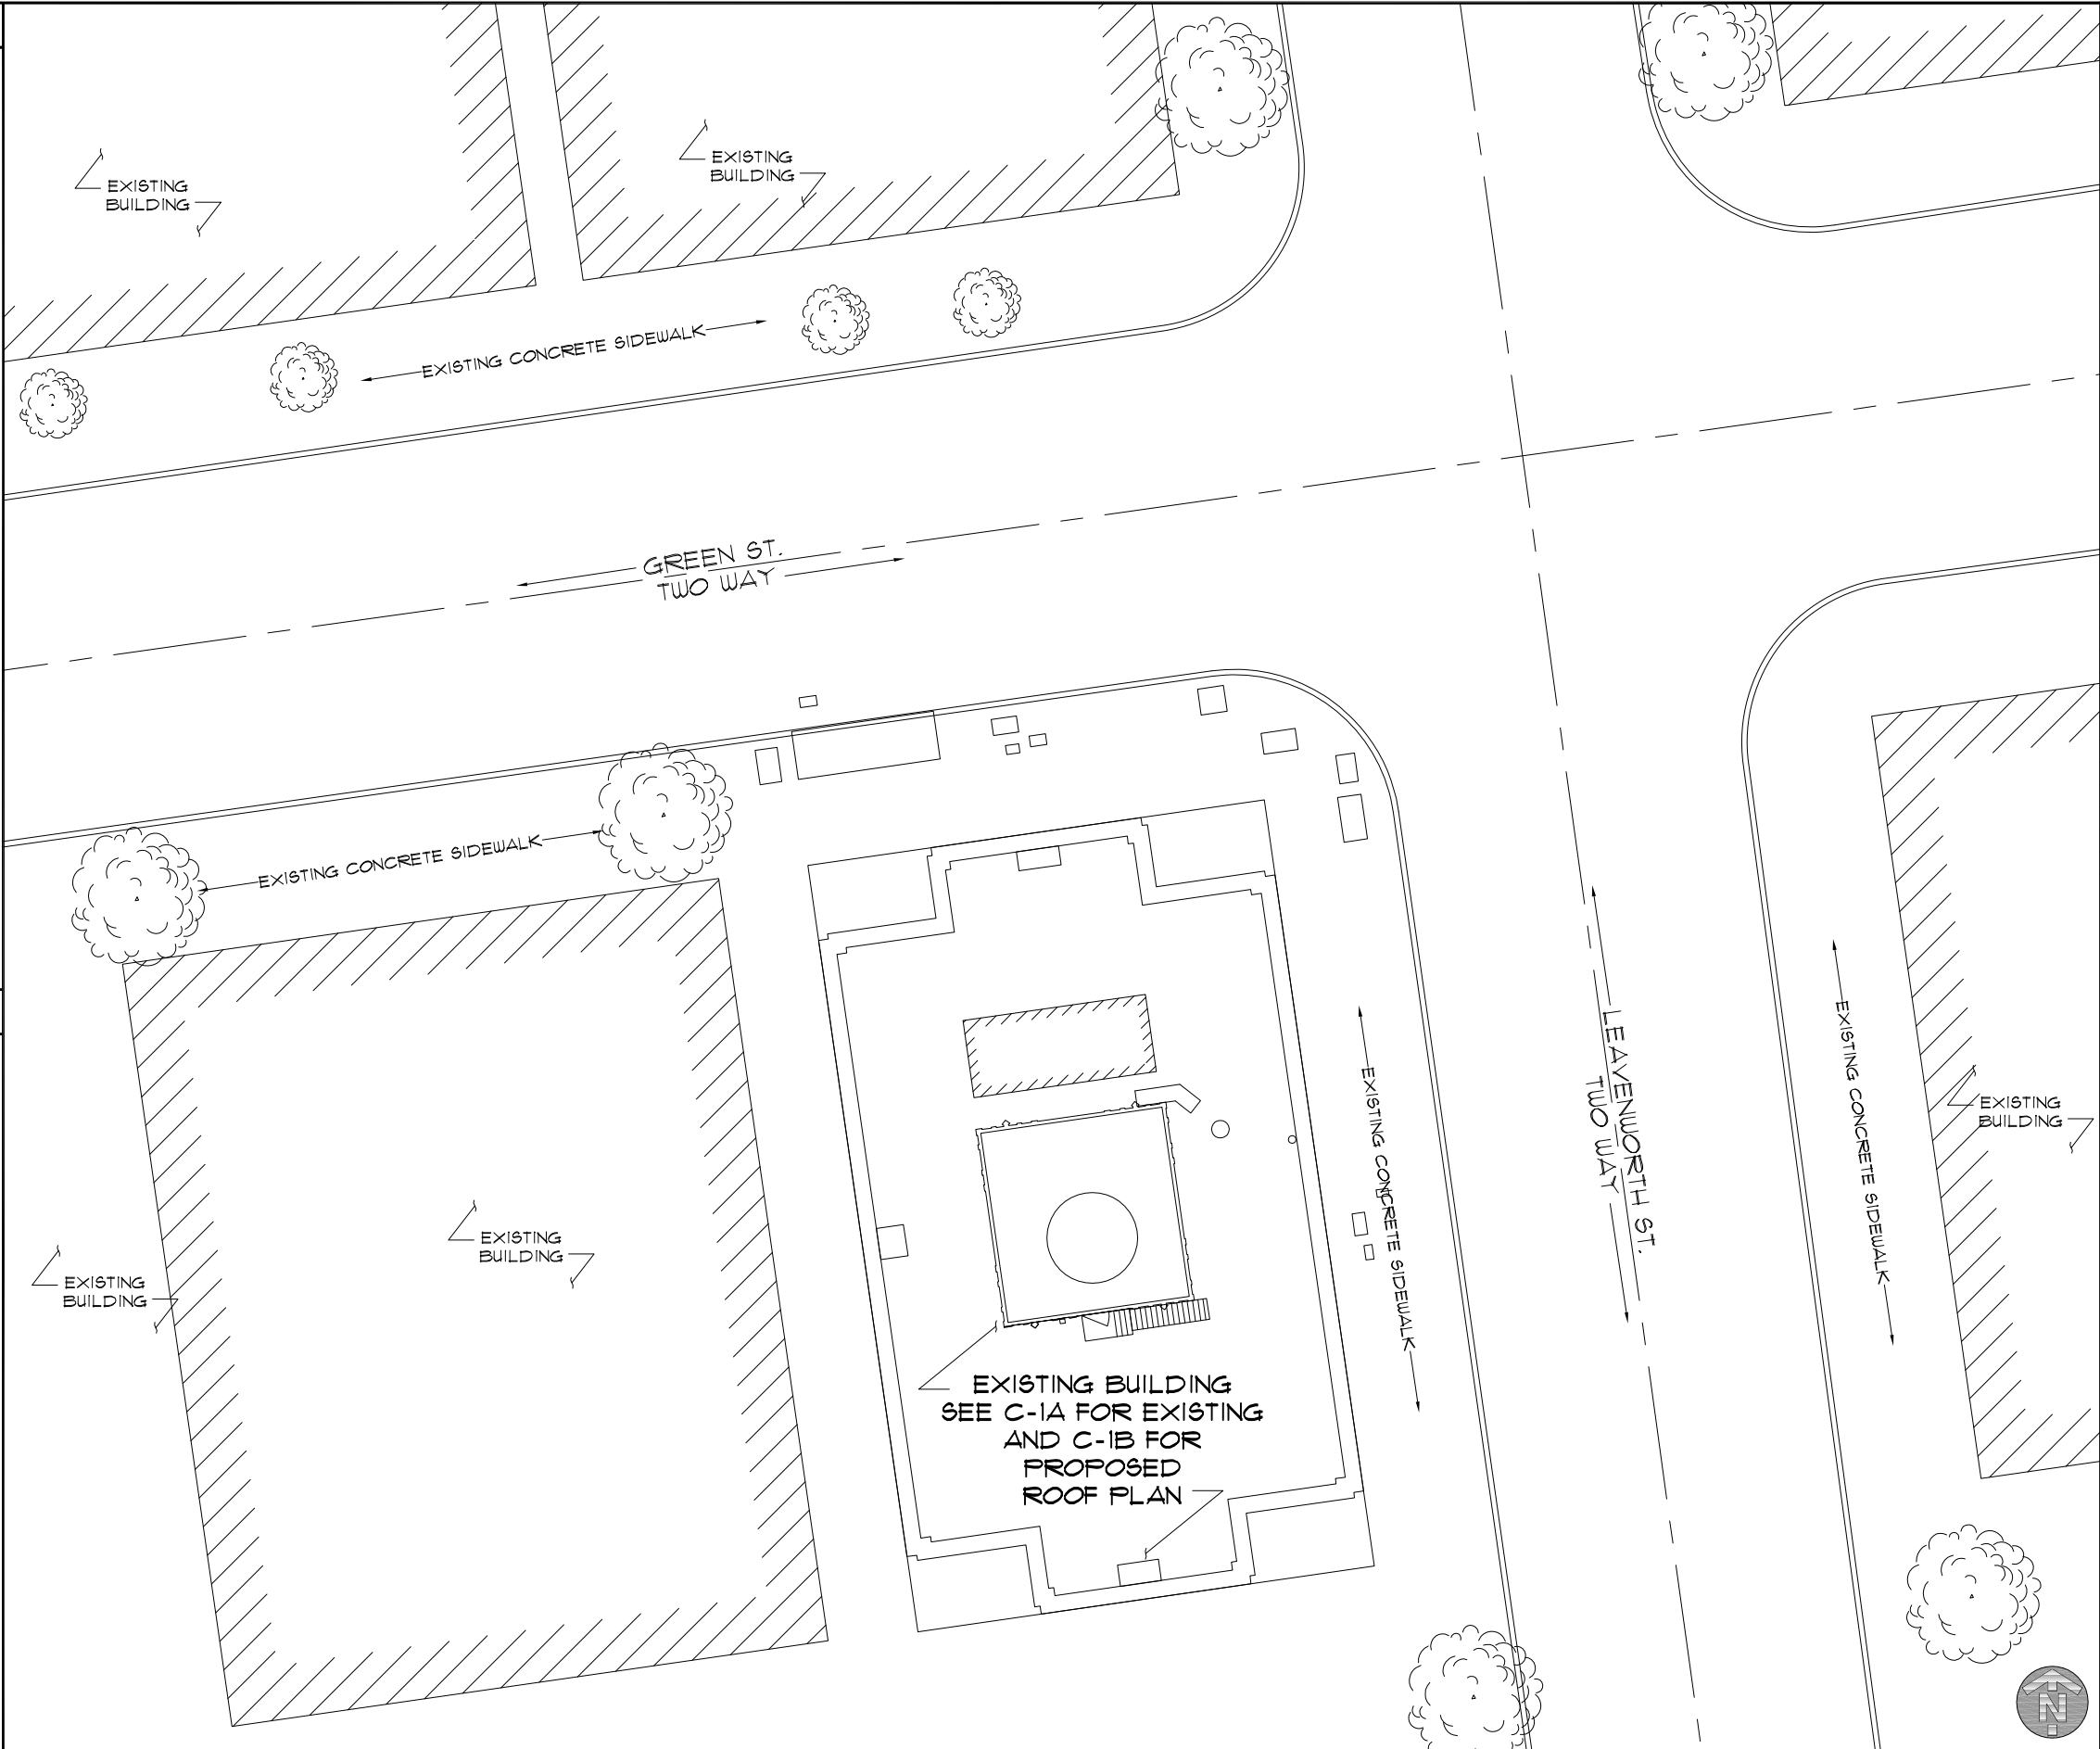 EXISTING
BUILDING
EXISTING
BUILDING
EXISTING CONCRETE SIDEWALK
GREEN ST.
TWO WAY
EXISTING CONCRETE SIDEWALK
EXISTING
BUILDING
EXISTING
BUILDING
EXISTING BUILDING
SEE C-1A FOR EXISTING
AND C-1B FOR
PROPOSED
ROOF PLAN
EXISTING CONCRETE SIDEWALK
LEAVENWORTH ST.
TWO WAY
EXISTING CONCRETE SIDEWALK
EXISTING
BUILDING
N